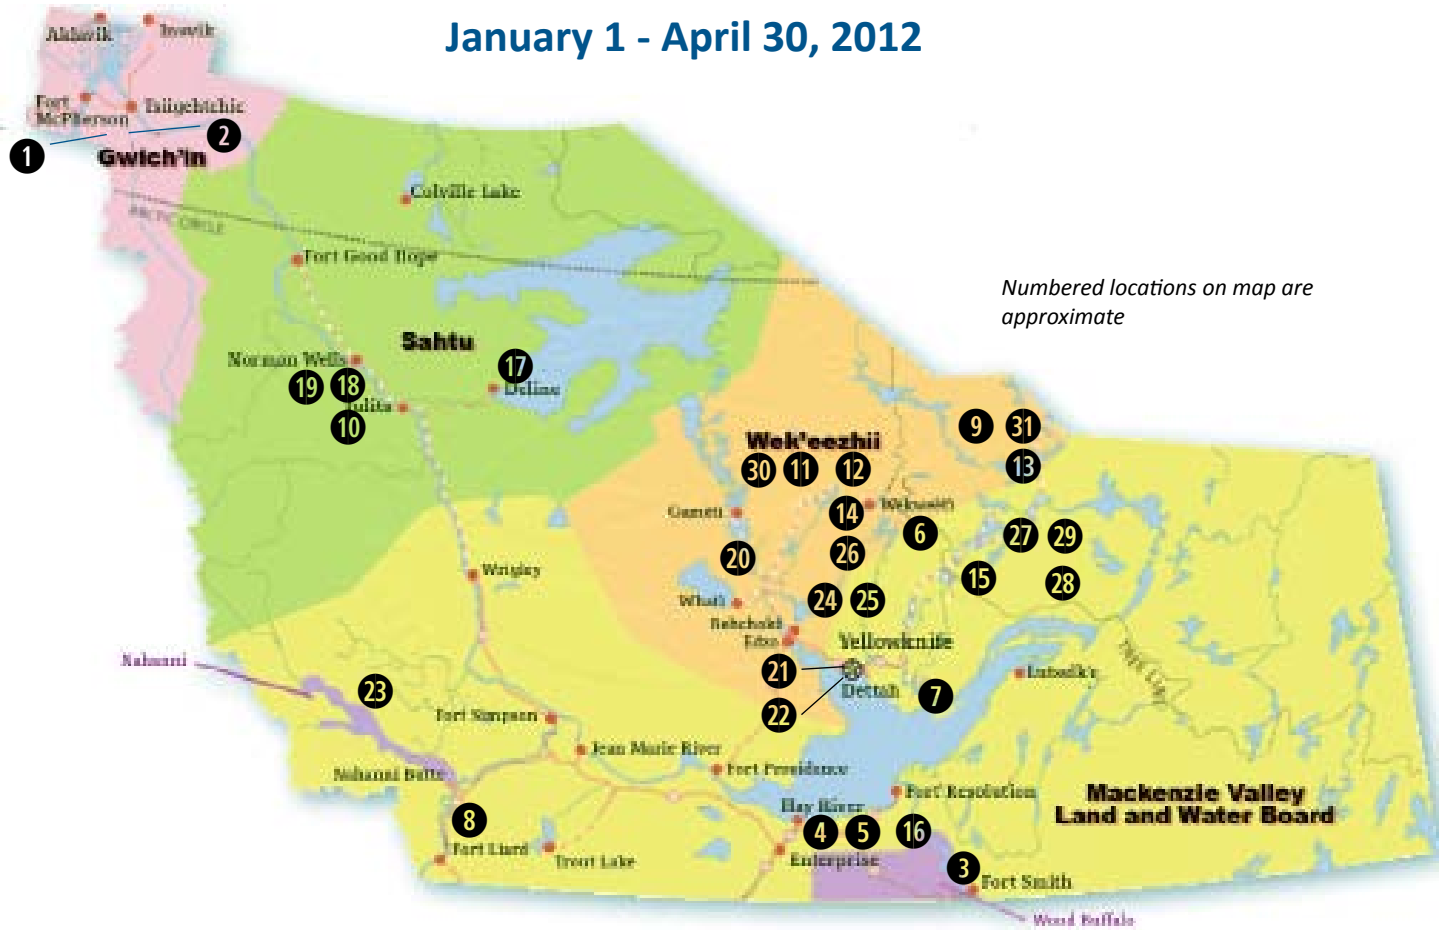 January 1 - April 30, 2012
Aklavik
Inuvik
Fort
McPherson
Tsiigehtchic
1
2
Gwich'in
ARCTIC CIRCLE
Colville Lake
Fort Good Hope
Numbered locations on map are
approximate
Sahtu
Norman Wells
17
Deline
19
18
Tulita
10
9
31
Wek'eezhii
30
11
12
13
Gameti
14
Wekweeti
6
27
29
20
26
15
28
Wrigley
Whati
24
25
Behchoko
Edzo
Yellowknife
Nahanni
21
Dettah
Lutselk'e
TREE LINE
23
22
7
Fort Simpson
Jean Marie River
Fort Providence
Nahanni Butte
Hay River
Fort Resolution
Mackenzie Valley
Land and Water Board
8
4
5
16
Fort Liard
Trout Lake
Enterprise
3
Fort Smith
Wood Buffalo